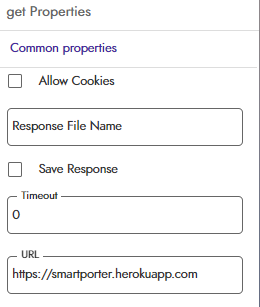 get Properties
Common properties
Allow Cookies
Response File Name
Save Response
Timeout
0
URL
https://smartporter.herokuapp.com